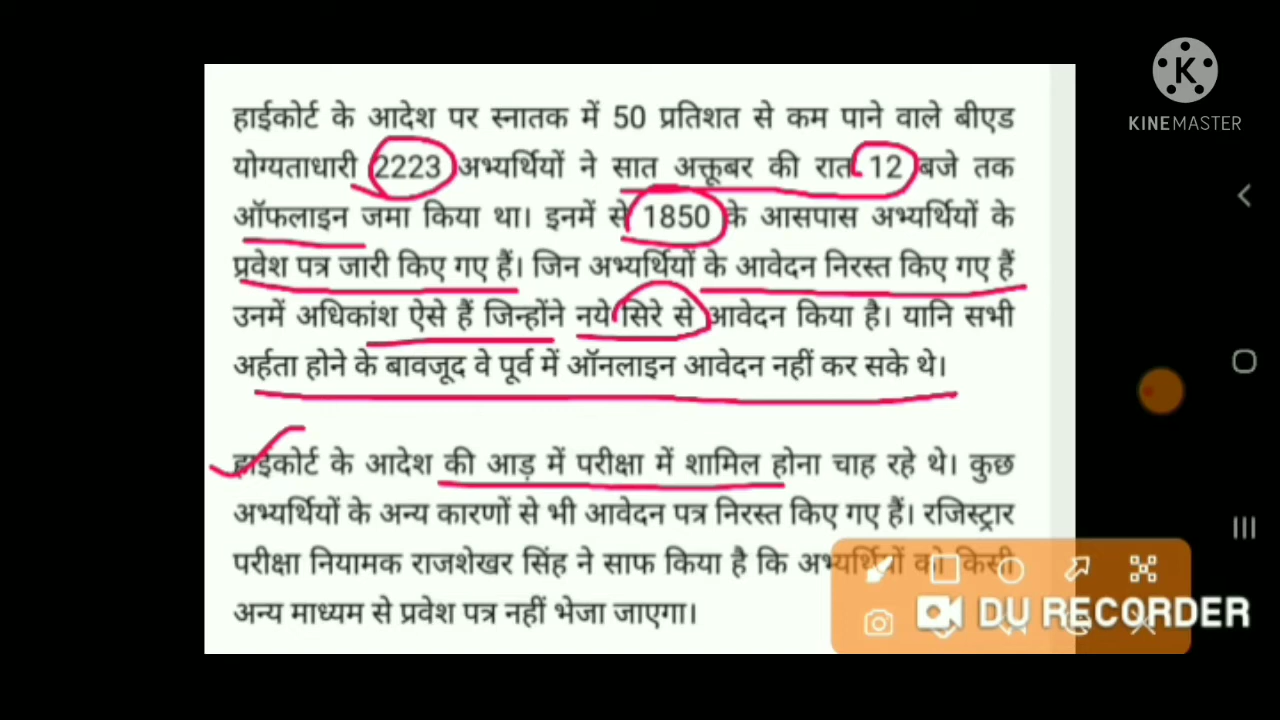 हाईकोर्ट के आदेश पर स्नातक में 50 प्रतिशत से कम पाने वाले बीएड
योग्यताधारी 2223 अभ्यर्थियों ने सात अक्तूबर की रात 12 बजे तक
ऑफलाइन जमा किया था। इनमें से 1850 के आसपास अभ्यर्थियों के
प्रवेश पत्र जारी किए गए हैं। जिन अभ्यर्थियों के आवेदन निरस्त किए गए हैं
उनमें अधिकांश ऐसे हैं जिन्होंने नये सिरे से आवेदन किया है। यानि सभी
अर्हता होने के बावजूद वे पूर्व में ऑनलाइन आवेदन नहीं कर सके थे।
हाईकोर्ट के आदेश की आड़ में परीक्षा में शामिल होना चाह रहे थे। कुछ
अभ्यर्थियों के अन्य कारणों से भी आवेदन पत्र निरस्त किए गए हैं। रजिस्ट्रार
परीक्षा नियामक राजशेखर सिंह ने साफ किया है कि अभ्यर्थियों को किसी
अन्य माध्यम से प्रवेश पत्र नहीं भेजा जाएगा।
K
KINEMASTER
DU RECORDER